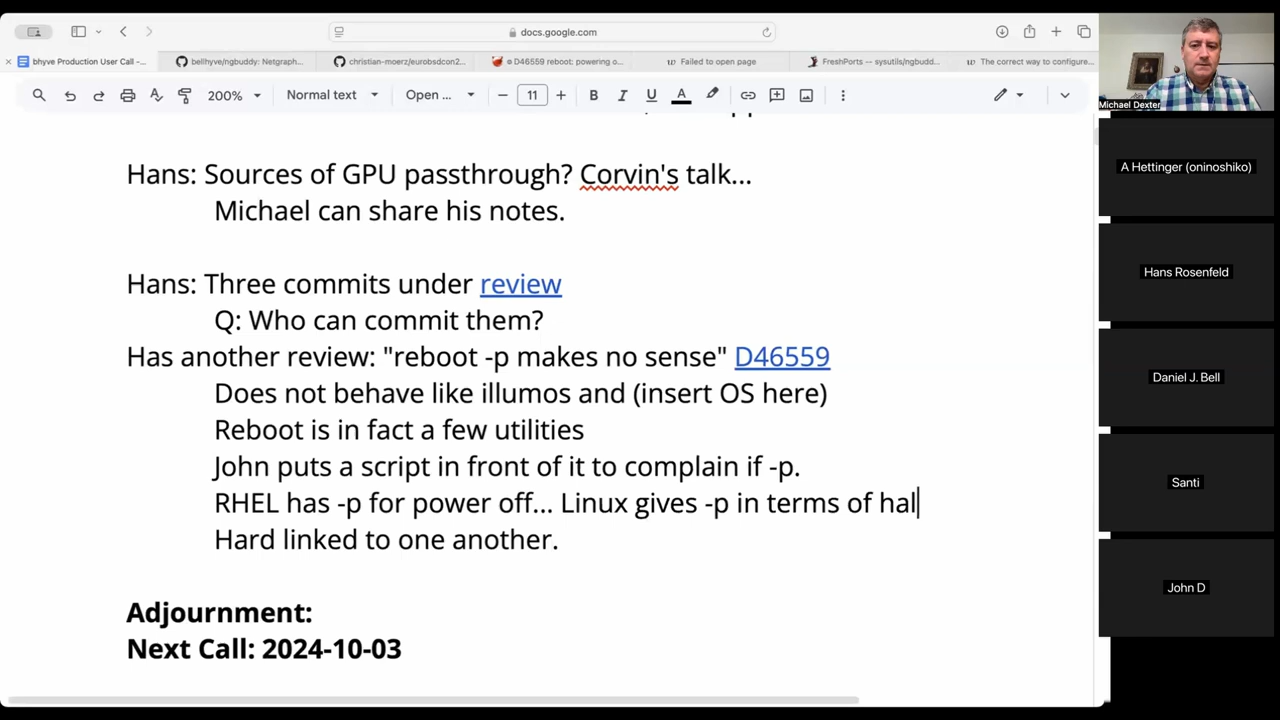 docs.google.com
bhyve Production User Call -...
bellhyve/ngbuddy: Netgraph...
christian-moerz/eurobsdcon2...
D46559 reboot: powering o...
Failed to open page
FreshPorts -- sysutils/ngbudd...
The correct way to configure...
200%
Normal text
Open ...
11
B
I
U
A
Hans: Sources of GPU passthrough? Corvin's talk...
Michael can share his notes.
Hans: Three commits under review
Q: Who can commit them?
Has another review: "reboot -p makes no sense" D46559
Does not behave like illumos and (insert OS here)
Reboot is in fact a few utilities
John puts a script in front of it to complain if -p.
RHEL has -p for power off... Linux gives -p in terms of hal
Hard linked to one another.
Adjournment:
Next Call: 2024-10-03
Michael Dexter
A Hettinger (oninoshiko)
Hans Rosenfeld
Daniel J. Bell
Santi
John D